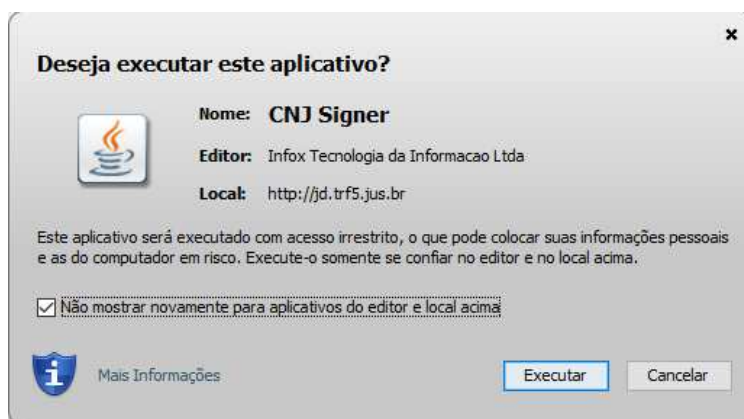 Deseja executar este aplicativo?
Nome: CNJ Signer
Editor: Infox Tecnologia da Informacao Ltda
Local: http://jd.trf5.jus.br
Este aplicativo será executado com acesso irrestrito, o que pode colocar suas informações pessoais
e as do computador em risco. Execute-o somente se confiar no editor e no local acima.
Não mostrar novamente para aplicativos do editor e local acima
Mais Informações
Executar
Cancelar